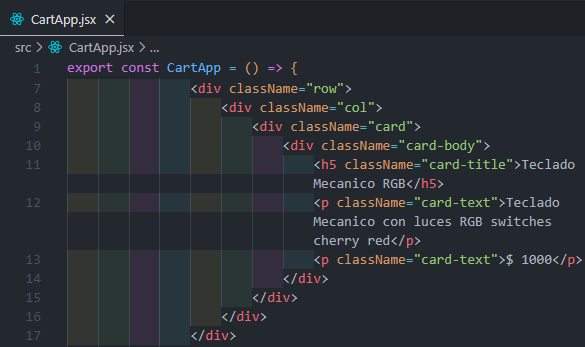 CartApp.jsx ×
src > CartApp.jsx > ...
1 export const CartApp = () => {
7 <div className="row">
8 <div className="col">
9 <div className="card">
10 <div className="card-body">
11 <h5 className="card-title">Teclado
Mecanico RGB</h5>
12 <p className="card-text">Teclado
Mecanico con luces RGB switches
cherry red</p>
13 <p className="card-text">$ 1000</p>
14 </div>
15 </div>
16 </div>
17 </div>